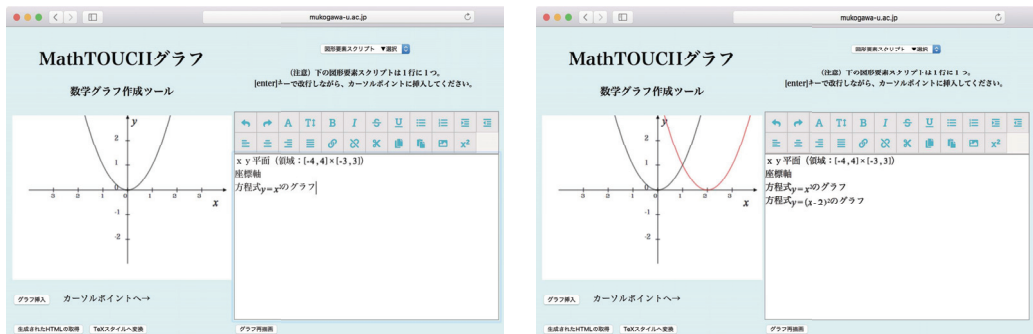 mukogawa-u.ac.jp
MathTOUCHグラフ
数学グラフ作成ツール
図形要素スクリプト ▼選択
(注意) 下の図形要素スクリプトは1行に1つ。
[enter]キーで改行しながら、カーソルポイントに挿入してください。
y
2
1
0
-3 -2 -1 1 2 3
x
-1
-2
A T B I S U
x²
x y 平面 (領域:[-4,4]×[-3,3])
座標軸
方程式y=x²のグラフ
グラフ挿入 カーソルポイントへ→
生成されたHTMLの取得 TeXスタイルへ変換 グラフ再描画
mukogawa-u.ac.jp
MathTOUCHグラフ
数学グラフ作成ツール
図形要素スクリプト ▼選択
(注意) 下の図形要素スクリプトは1行に1つ。
[enter]キーで改行しながら、カーソルポイントに挿入してください。
y
2
1
0
-3 -2 -1 1 2 3
x
-1
-2
A T B I S U
x²
x y 平面 (領域:[-4,4]×[-3,3])
座標軸
方程式y=x²のグラフ
方程式y=(x-2)²のグラフ
グラフ挿入 カーソルポイントへ→
生成されたHTMLの取得 TeXスタイルへ変換 グラフ再描画